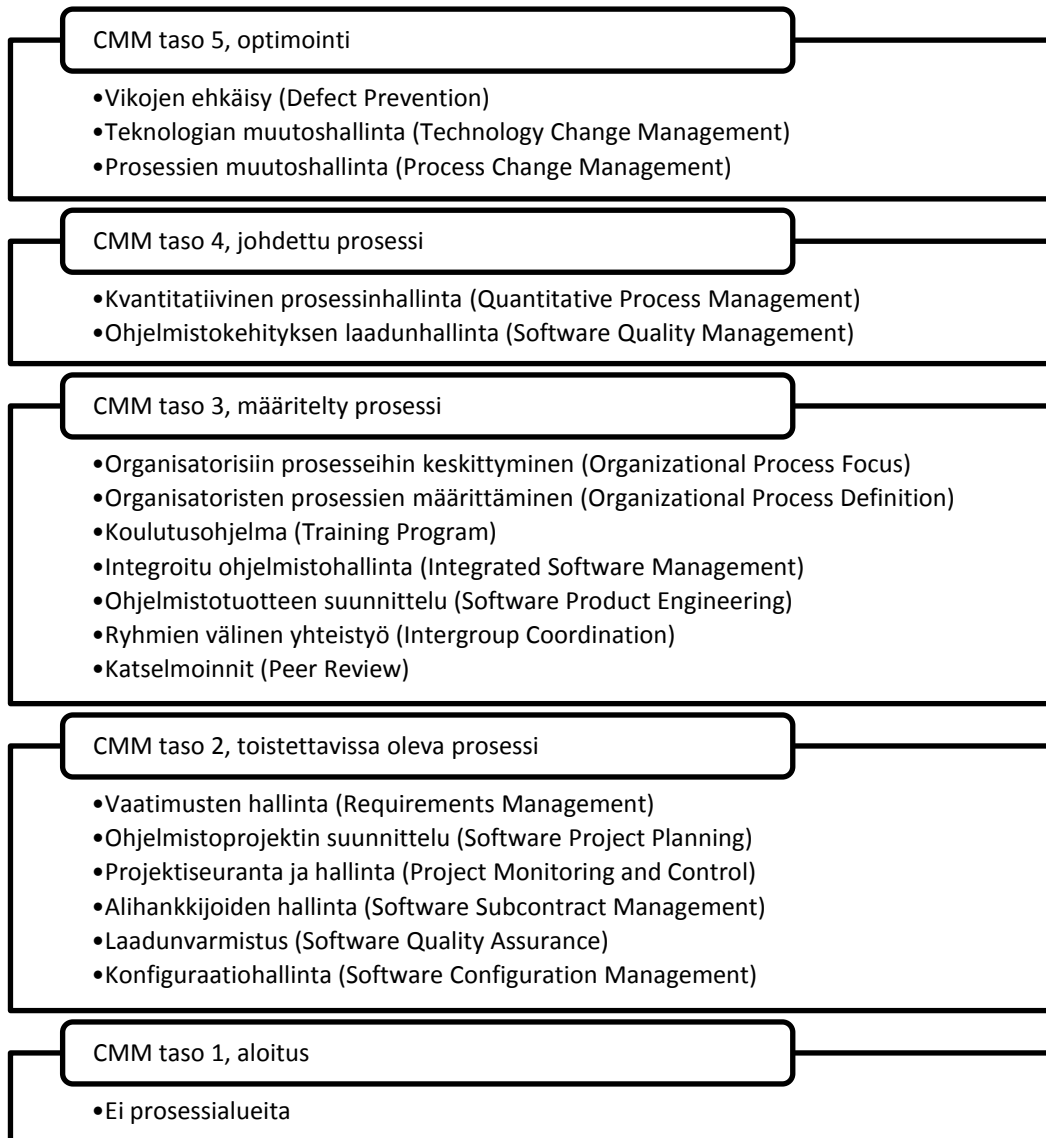 CMM taso 5, optimointi
•Vikojen ehkäisy (Defect Prevention)
•Teknologian muutoshallinta (Technology Change Management)
•Prosessien muutoshallinta (Process Change Management)
CMM taso 4, johdettu prosessi
•Kvantitatiivinen prosessinhallinta (Quantitative Process Management)
•Ohjelmistokehityksen laadunhallinta (Software Quality Management)
CMM taso 3, määritelty prosessi
•Organisatorisiin prosesseihin keskittyminen (Organizational Process Focus)
•Organisatoristen prosessien määrittäminen (Organizational Process Definition)
•Koulutusohjelma (Training Program)
•Integroitu ohjelmistohallinta (Integrated Software Management)
•Ohjelmistotuotteen suunnittelu (Software Product Engineering)
•Ryhmien välinen yhteistyö (Intergroup Coordination)
•Katselmoinnit (Peer Review)
CMM taso 2, toistettavissa oleva prosessi
•Vaatimusten hallinta (Requirements Management)
•Ohjelmistoprojektin suunnittelu (Software Project Planning)
•Projektiseuranta ja hallinta (Project Monitoring and Control)
•Alihankkijoiden hallinta (Software Subcontract Management)
•Laadunvarmistus (Software Quality Assurance)
•Konfiguraatiohallinta (Software Configuration Management)
CMM taso 1, aloitus
•Ei prosessialueita